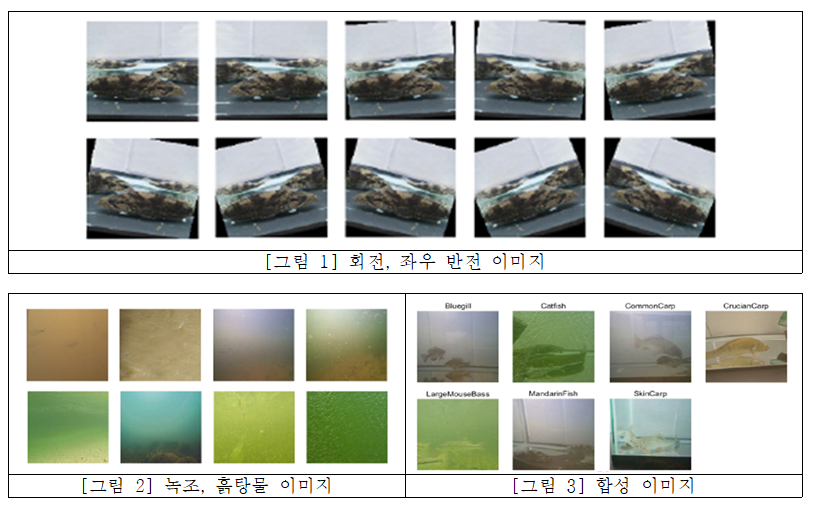 [그림 1] 회전, 좌우 반전 이미지
Bluegill
Catfish
CommonCarp
CrucianCarp
LargeMouseBass
MandarinFish
SkinCarp
[그림 2] 녹조, 흙탕물 이미지
[그림 3] 합성 이미지